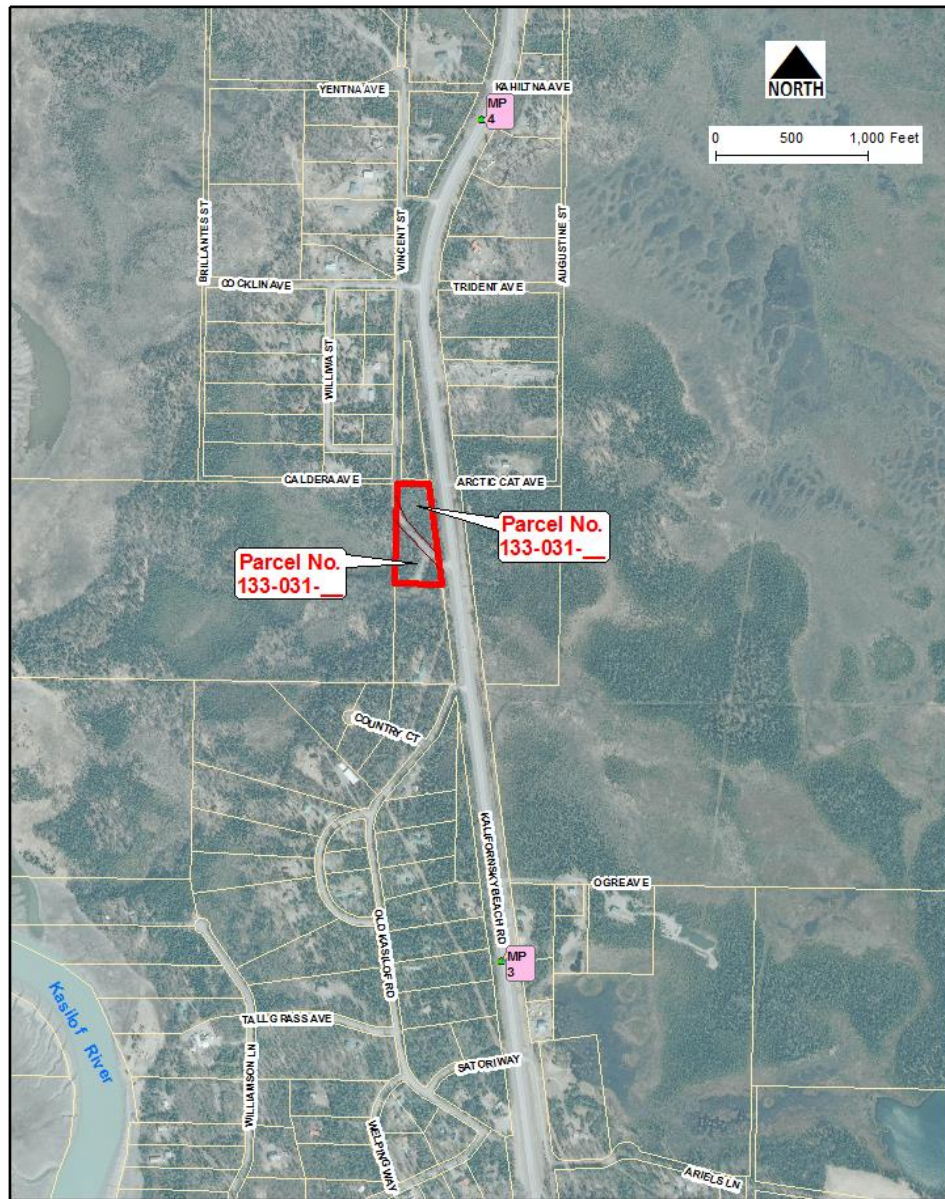 YENTNA AVE
KAHILTNA AVE
MP
4
NORTH
0 500 1,000 Feet
BRILLANTES ST
VINCENT ST
AUGUSTINE ST
COCKLIN AVE
TRIDENT AVE
WILLIWA ST
CALDERA AVE
ARCTIC CAT AVE
Parcel No.
133-031-__
Parcel No.
133-031-__
COUNTRY CT
KALIFORNSKY BEACH RD
OGRE AVE
OLD KASILOF RD
MP
3
Kasilof River
TALL GRASS AVE
WILLIAMSON LN
SATORI WAY
WELPING WAY
ARIELS LN